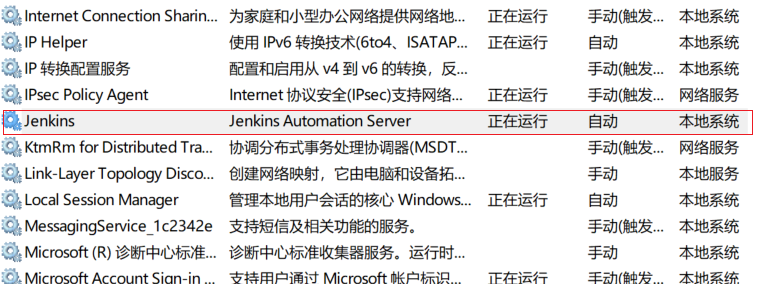 Internet Connection Sharin... 为家庭和小型办公网络提供网络地... 正在运行 手动(触发... 本地系统
IP Helper 使用 IPv6 转换技术(6to4、ISATAP... 正在运行 自动 本地系统
IP 转换配置服务 配置和启用从 v4 到 v6 的转换，反... 手动(触发... 本地系统
IPsec Policy Agent Internet 协议安全(IPsec)支持网络... 正在运行 手动(触发... 网络服务
Jenkins Jenkins Automation Server 正在运行 自动 本地系统
KtmRm for Distributed Tra... 协调分布式事务处理协调器(MSDT... 手动(触发... 网络服务
Link-Layer Topology Disco... 创建网络映射，它由电脑和设备拓... 手动 本地服务
Local Session Manager 管理本地用户会话的核心 Windows... 正在运行 自动 本地系统
MessagingService_1c2342e 支持短信及相关功能的服务。 手动(触发... 本地系统
Microsoft (R) 诊断中心标准... 诊断中心标准收集器服务。运行时... 手动 本地系统
Microsoft Account Sign-in ... 支持用户通过 Microsoft 帐户标识... 正在运行 手动(触发... 本地系统